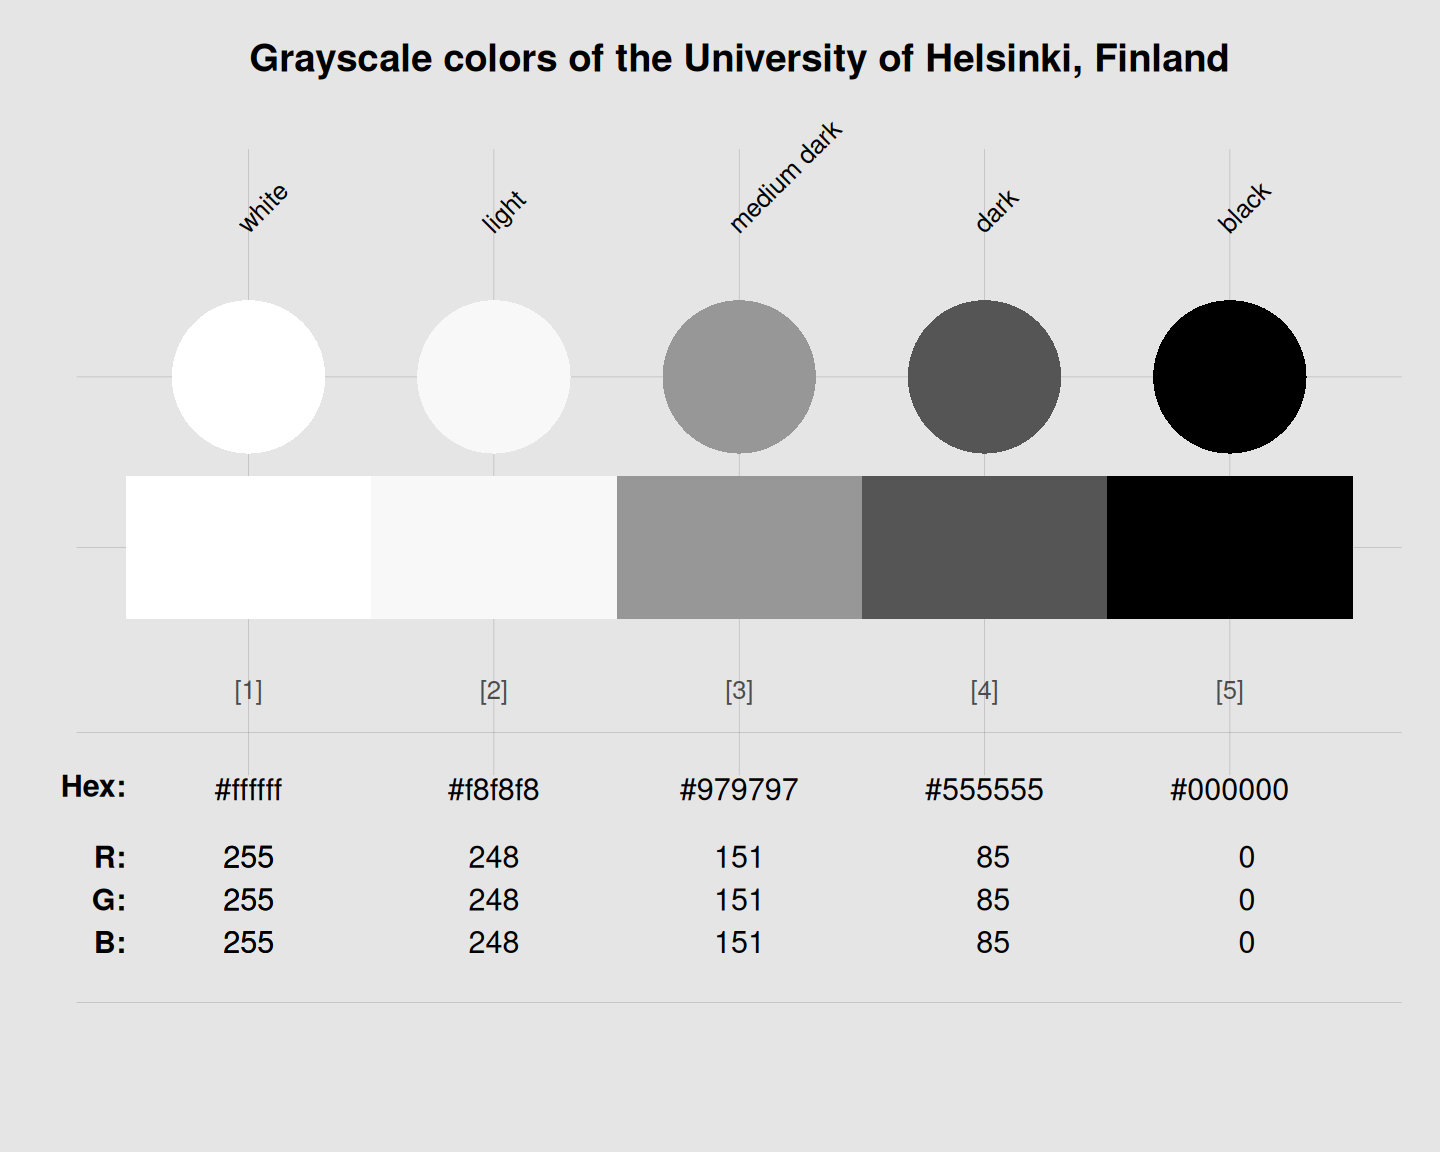 Grayscale colors of the University of Helsinki, Finland
white light medium dark dark black
[1] [2] [3] [4] [5]
Hex: #ffffff #f8f8f8 #979797 #555555 #000000
R: 255 248 151 85 0
G: 255 248 151 85 0
B: 255 248 151 85 0